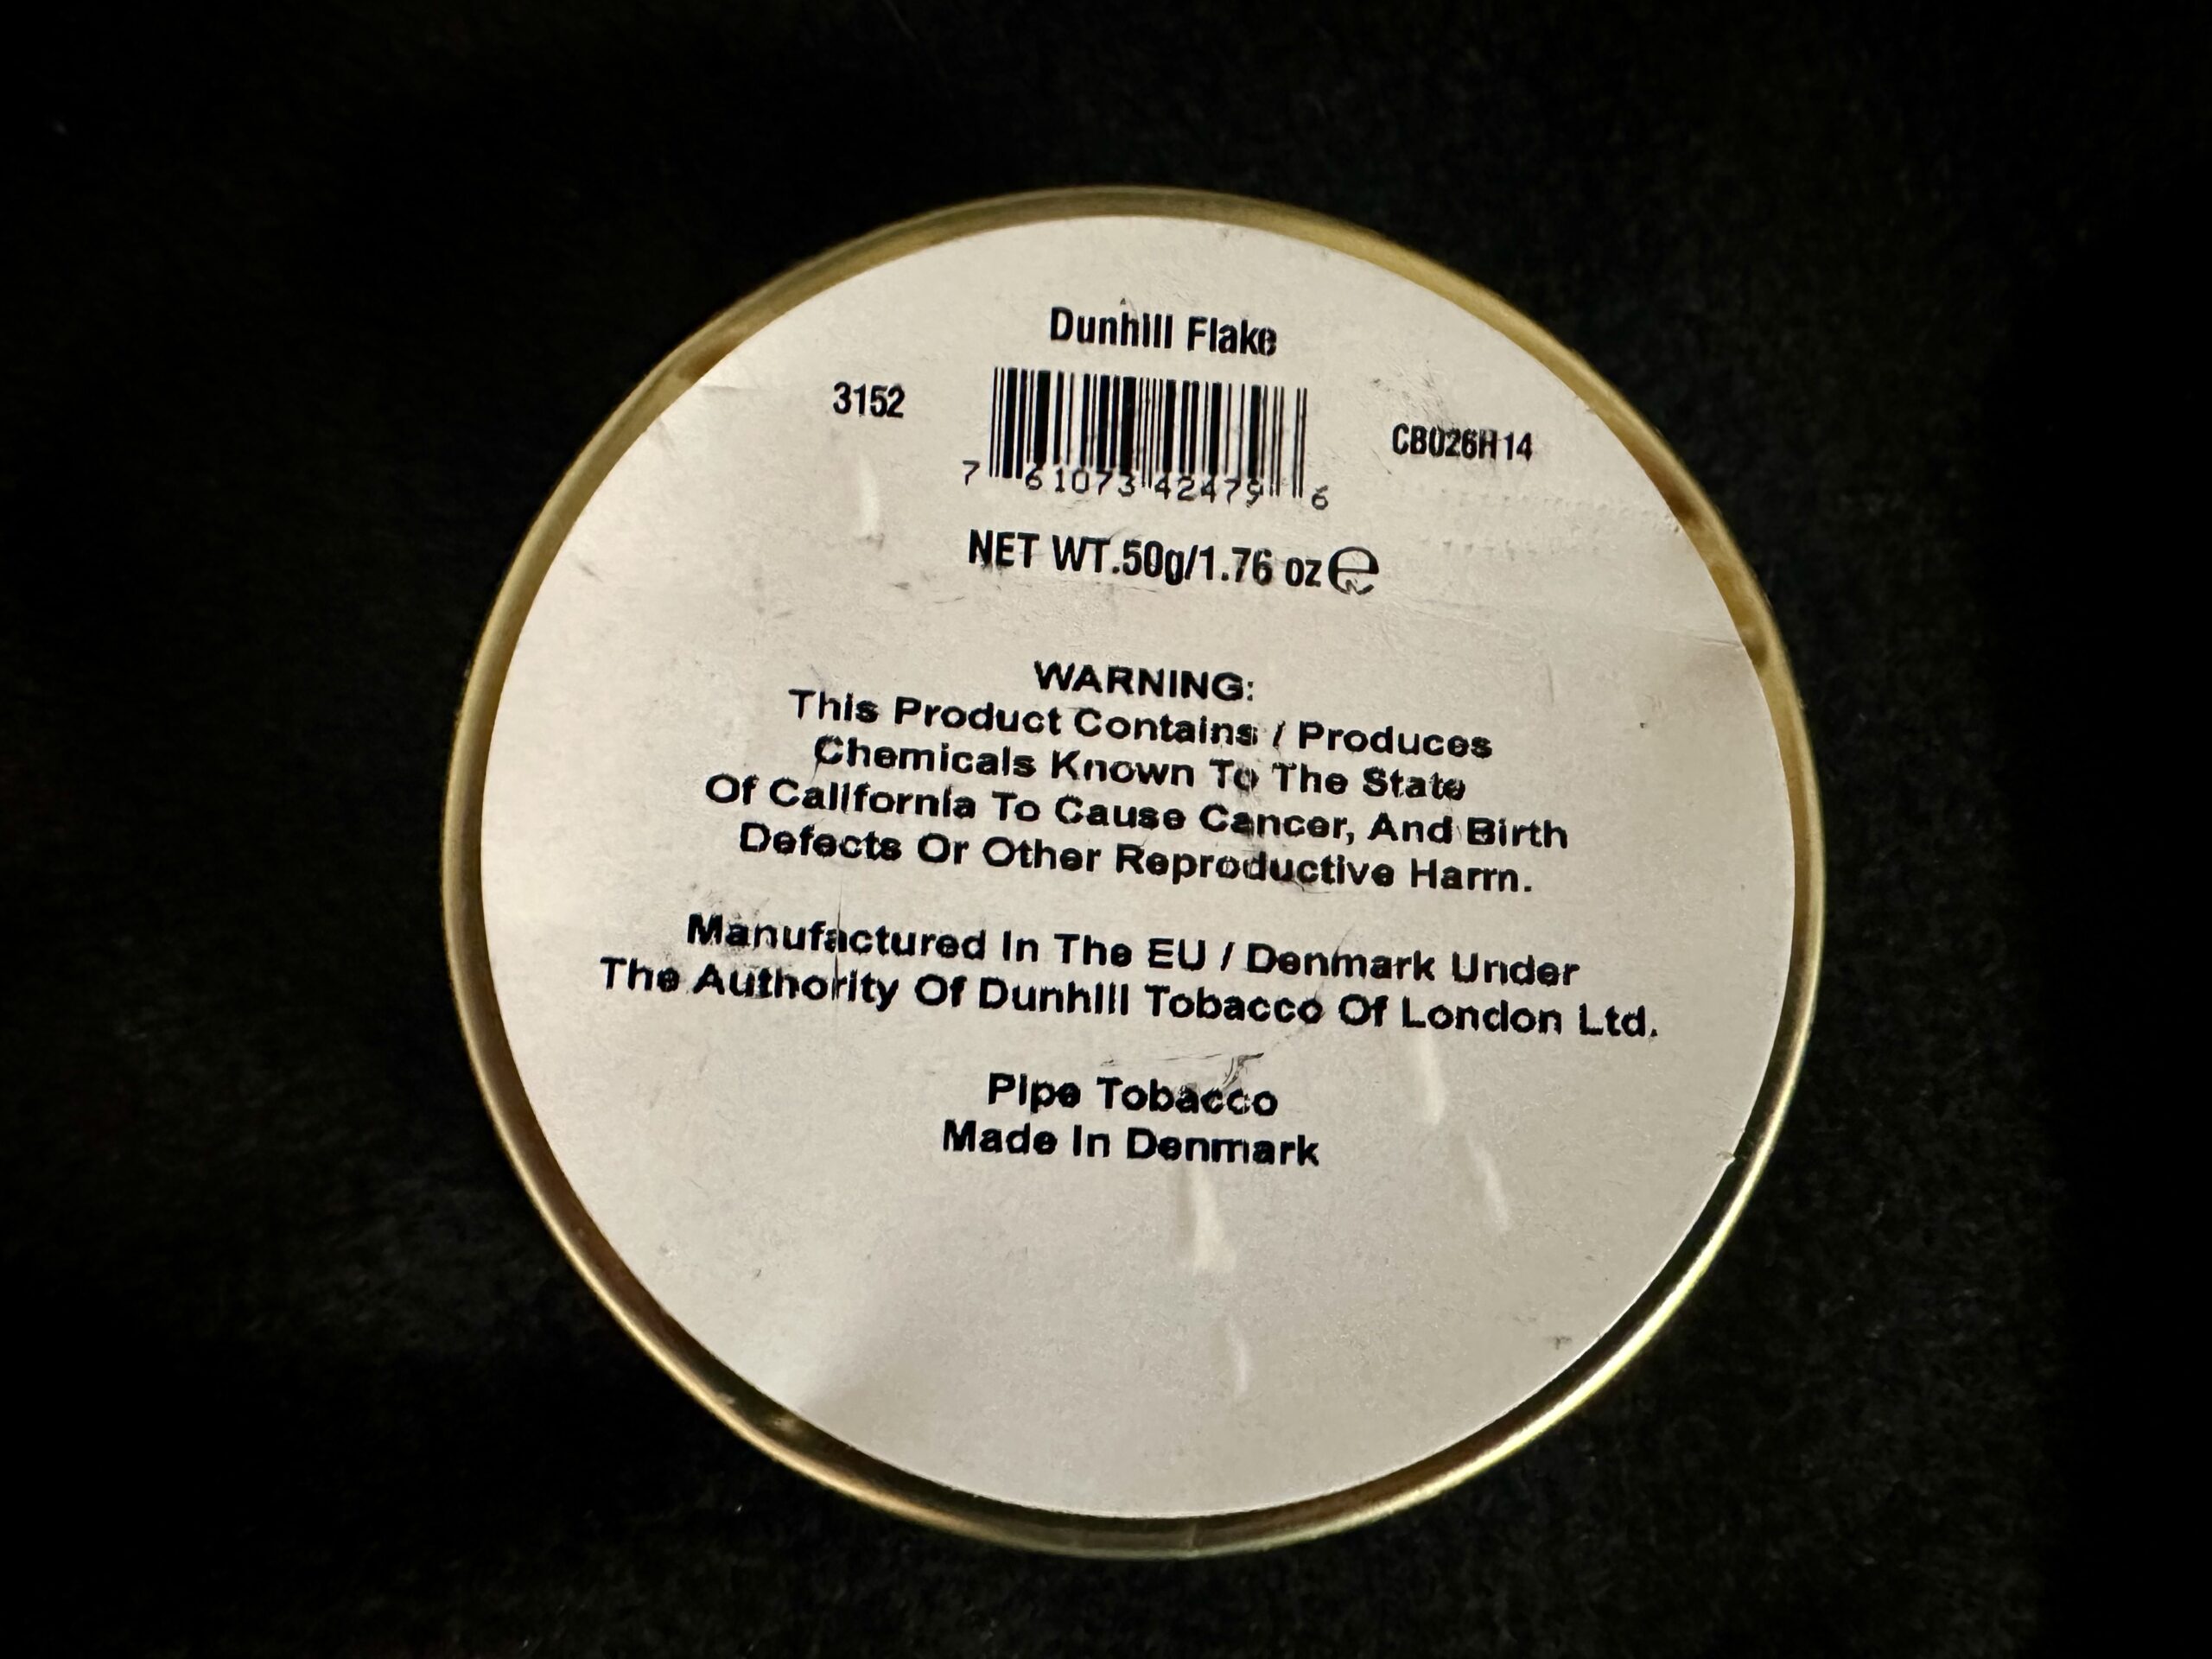 Dunhill Flake
3152
7 61073 42479 6
CB026H14
NET WT.50g/1.76 oz ℮
WARNING:
This Product Contains / Produces
Chemicals Known To The State
Of California To Cause Cancer, And Birth
Defects Or Other Reproductive Harm.
Manufactured In The EU / Denmark Under
The Authority Of Dunhill Tobacco Of London Ltd.
Pipe Tobacco
Made In Denmark